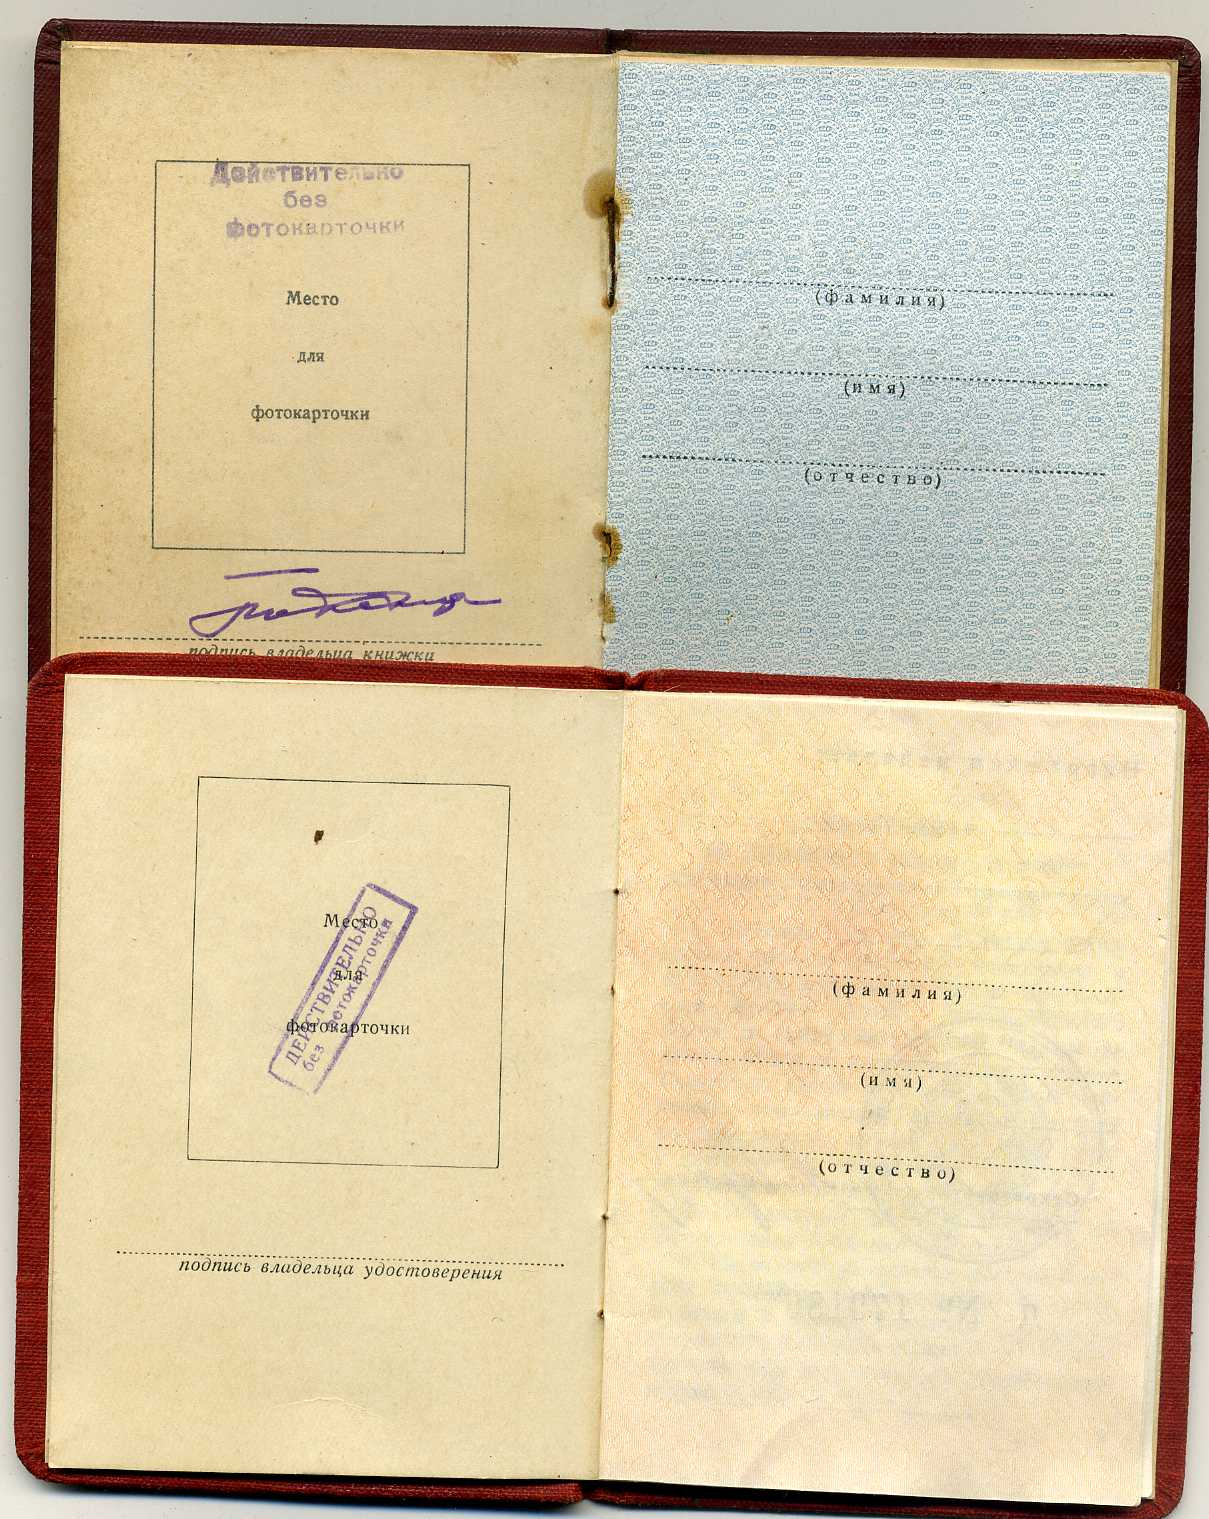 Действительно
без
фотокарточки
Место
для
фотокарточки
подпись владельца книжки
(фамилия)
(имя)
(отчество)
Место
для
фотокарточки
ДЕЙСТВИТЕЛЬНО
без фотокарточки
подпись владельца удостоверения
(фамилия)
(имя)
(отчество)